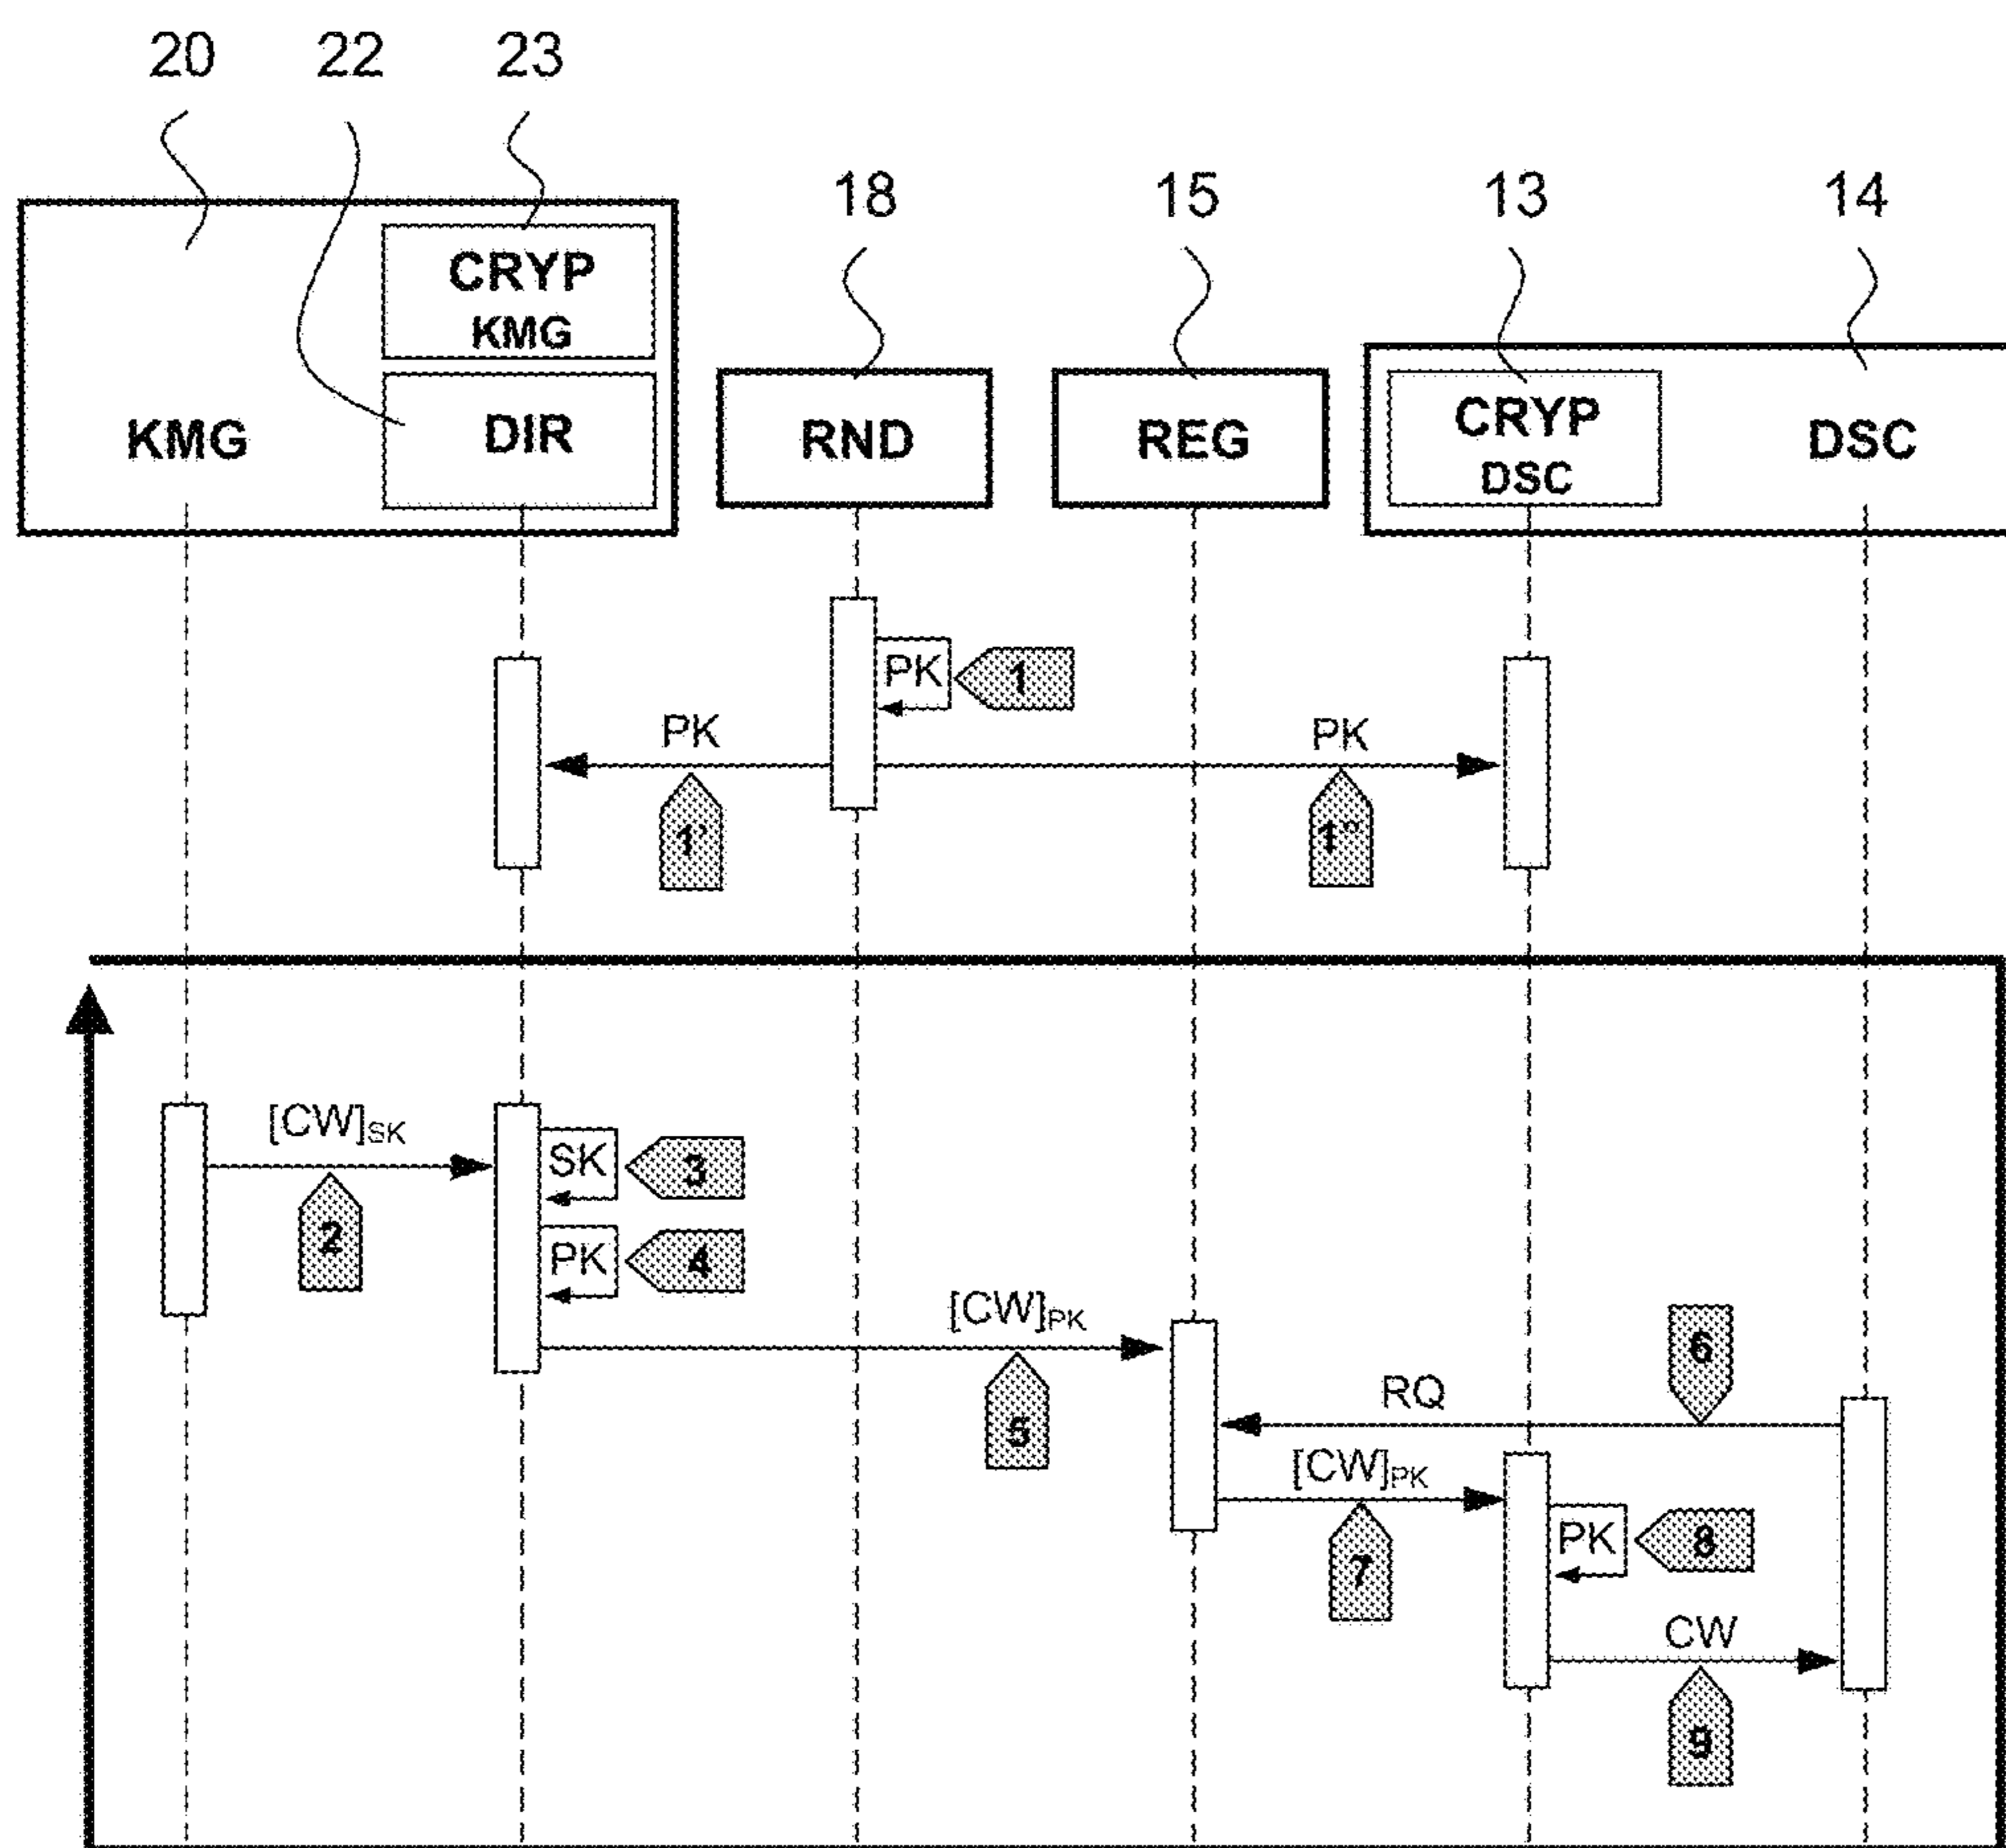 20 22 23
18 15 13 14
CRYP
KMG
KMG DIR RND REG CRYP
DSC DSC
PK 1
PK PK
1' 1"
[CW]SK
SK 3
2
PK 4
[CW]PK
6
5
RQ
[CW]PK
PK 8
7
CW
9